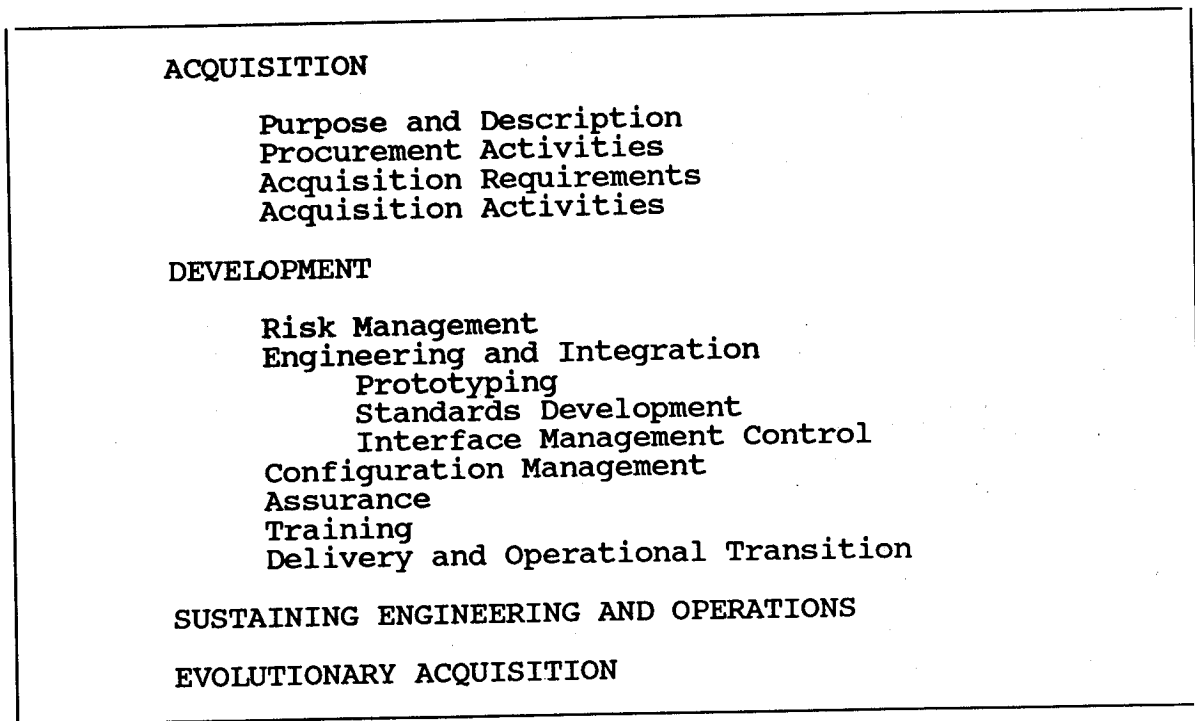 ACQUISITION
Purpose and Description
Procurement Activities
Acquisition Requirements
Acquisition Activities
DEVELOPMENT
Risk Management
Engineering and Integration
Prototyping
Standards Development
Interface Management Control
Configuration Management
Assurance
Training
Delivery and Operational Transition
SUSTAINING ENGINEERING AND OPERATIONS
EVOLUTIONARY ACQUISITION